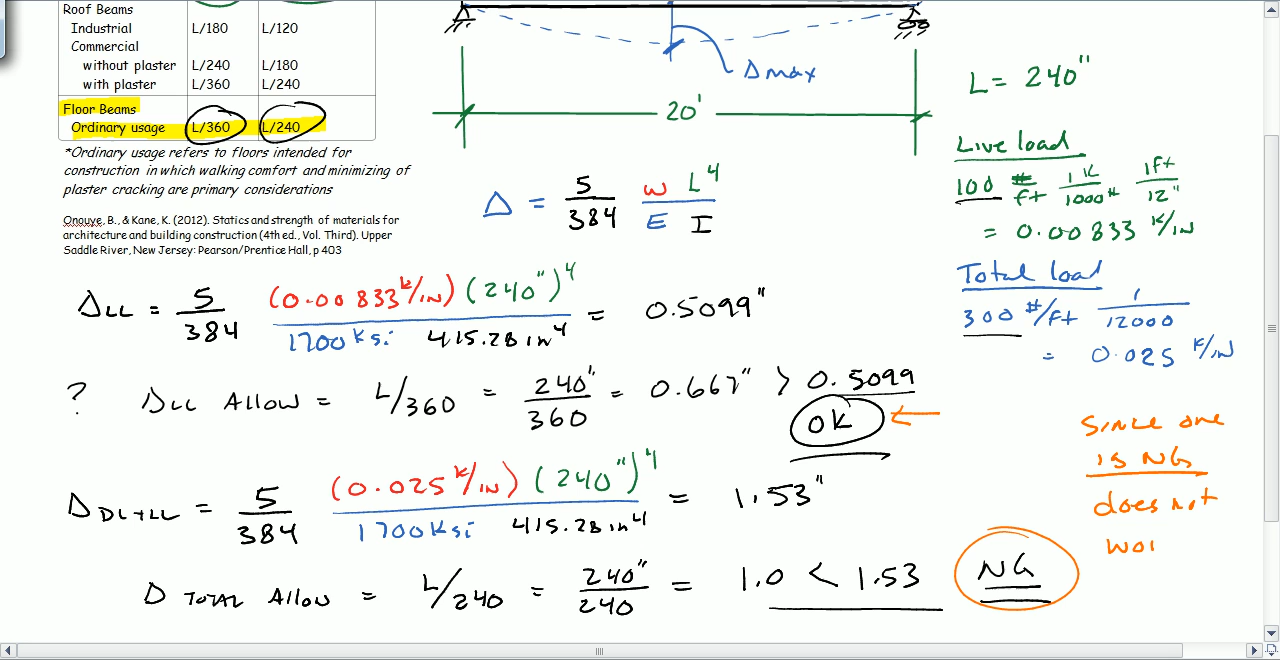 Roof Beams
Industrial L/180 L/120
Commercial
without plaster L/240 L/180
with plaster L/360 L/240
Floor Beams
Ordinary usage L/360 L/240
*Ordinary usage refers to floors intended for
construction in which walking comfort and minimizing of
plaster cracking are primary consideratons
Onouye. B., & Kane, K. (2012). Statics and strength of materials for
architecture and building construction (4th ed., Vol. Third). Upper
Saddle River, New Jersey: Pearson/Prentice Hall, p 403
Δmax
20'
Δ = 5/384 w L⁴ / E I
L = 240"
Live load
100 #/ft 1 K/1000# 1ft/12"
= 0.00833 K/IN
Total load
300 #/ft 1/12000
= 0.025 K/IN
ΔLL = 5/384 (0.00833 K/IN) (240")⁴ / 1700 Ksi 415.28 in⁴ = 0.5099"
? ΔLL ALLOW = L/360 = 240"/360 = 0.667" > 0.5099
OK
ΔDL+LL = 5/384 (0.025 K/IN) (240")⁴ / 1700 Ksi 415.28 in⁴ = 1.53"
Δ TOTAL ALLOW = L/240 = 240"/240 = 1.0 < 1.53 NG
SINCE one
is NG
does not